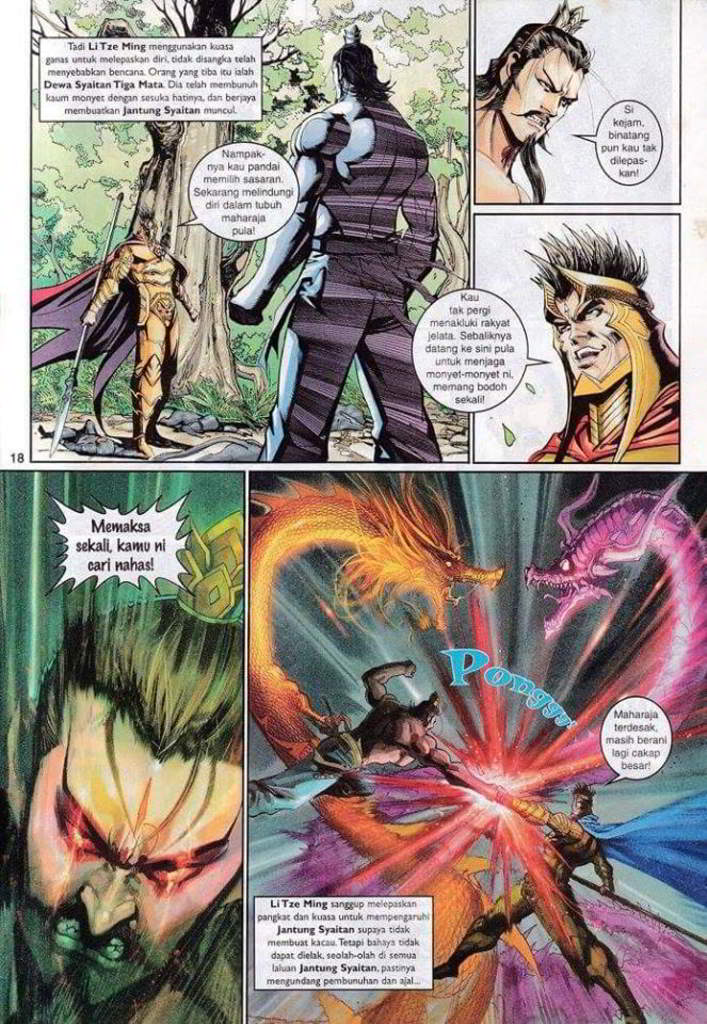 Tadi Li Tze Ming menggunakan kuasa
ganas untuk melepaskan diri, tidak disangka telah
menyebabkan bencana. Orang yang tiba itu ialah
Dewa Syaitan Tiga Mata. Dia telah membunuh
kaum monyet dengan sesuka hatinya, dan berjaya
membuatkan Jantung Syaitan muncul.
Nampak-
nya kau pandai
memilih sasaran.
Sekarang melindungi
diri dalam tubuh
maharaja
pula!
Si
kejam,
binatang
pun kau tak
dilepas-
kan!
Kau
tak pergi
menakluki rakyat
jelata. Sebaliknya
datang ke sini pula
untuk menjaga
monyet-monyet ni,
memang bodoh
sekali!
18
Memaksa
sekali, kamu ni
cari nahas!
Ponggg!!
Maharaja
terdesak,
masih berani
lagi cakap
besar!
Li Tze Ming sanggup melepaskan
pangkat dan kuasa untuk mempengaruhi
Jantung Syaitan supaya tidak
membuat kacau. Tetapi bahaya tidak
dapat dielak, seolah-olah di semua
laluan Jantung Syaitan, pastinya
mengundang pembunuhan dan ajal...